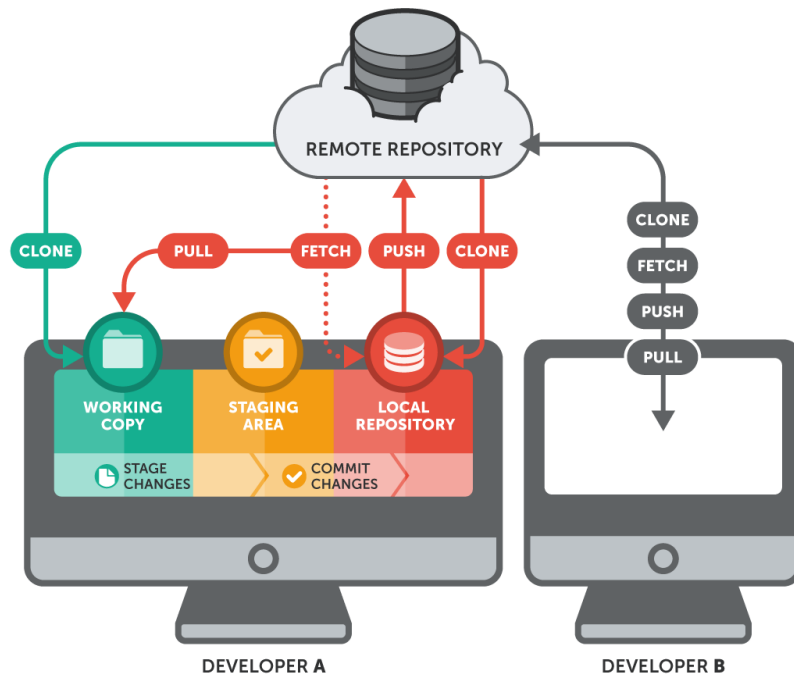 REMOTE REPOSITORY
CLONE
PULL
FETCH
PUSH
CLONE
CLONE
FETCH
PUSH
PULL
WORKING
COPY
STAGING
AREA
LOCAL
REPOSITORY
STAGE
CHANGES
COMMIT
CHANGES
DEVELOPER A
DEVELOPER B